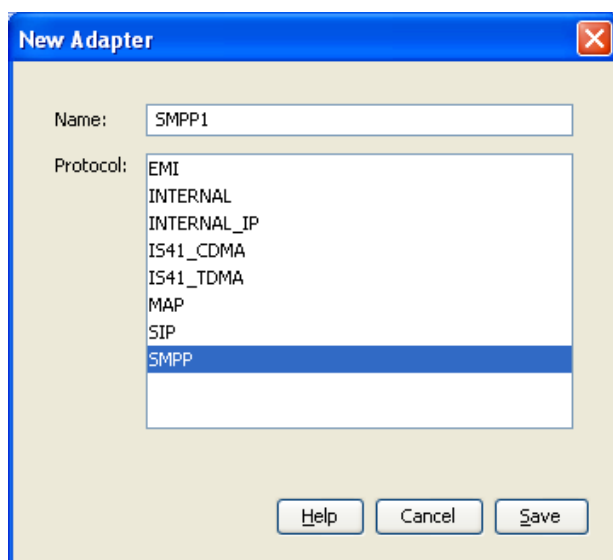 New Adapter
Name: SMPP1
Protocol:
EMI
INTERNAL
INTERNAL_IP
IS41_CDMA
IS41_TDMA
MAP
SIP
SMPP
Help Cancel Save